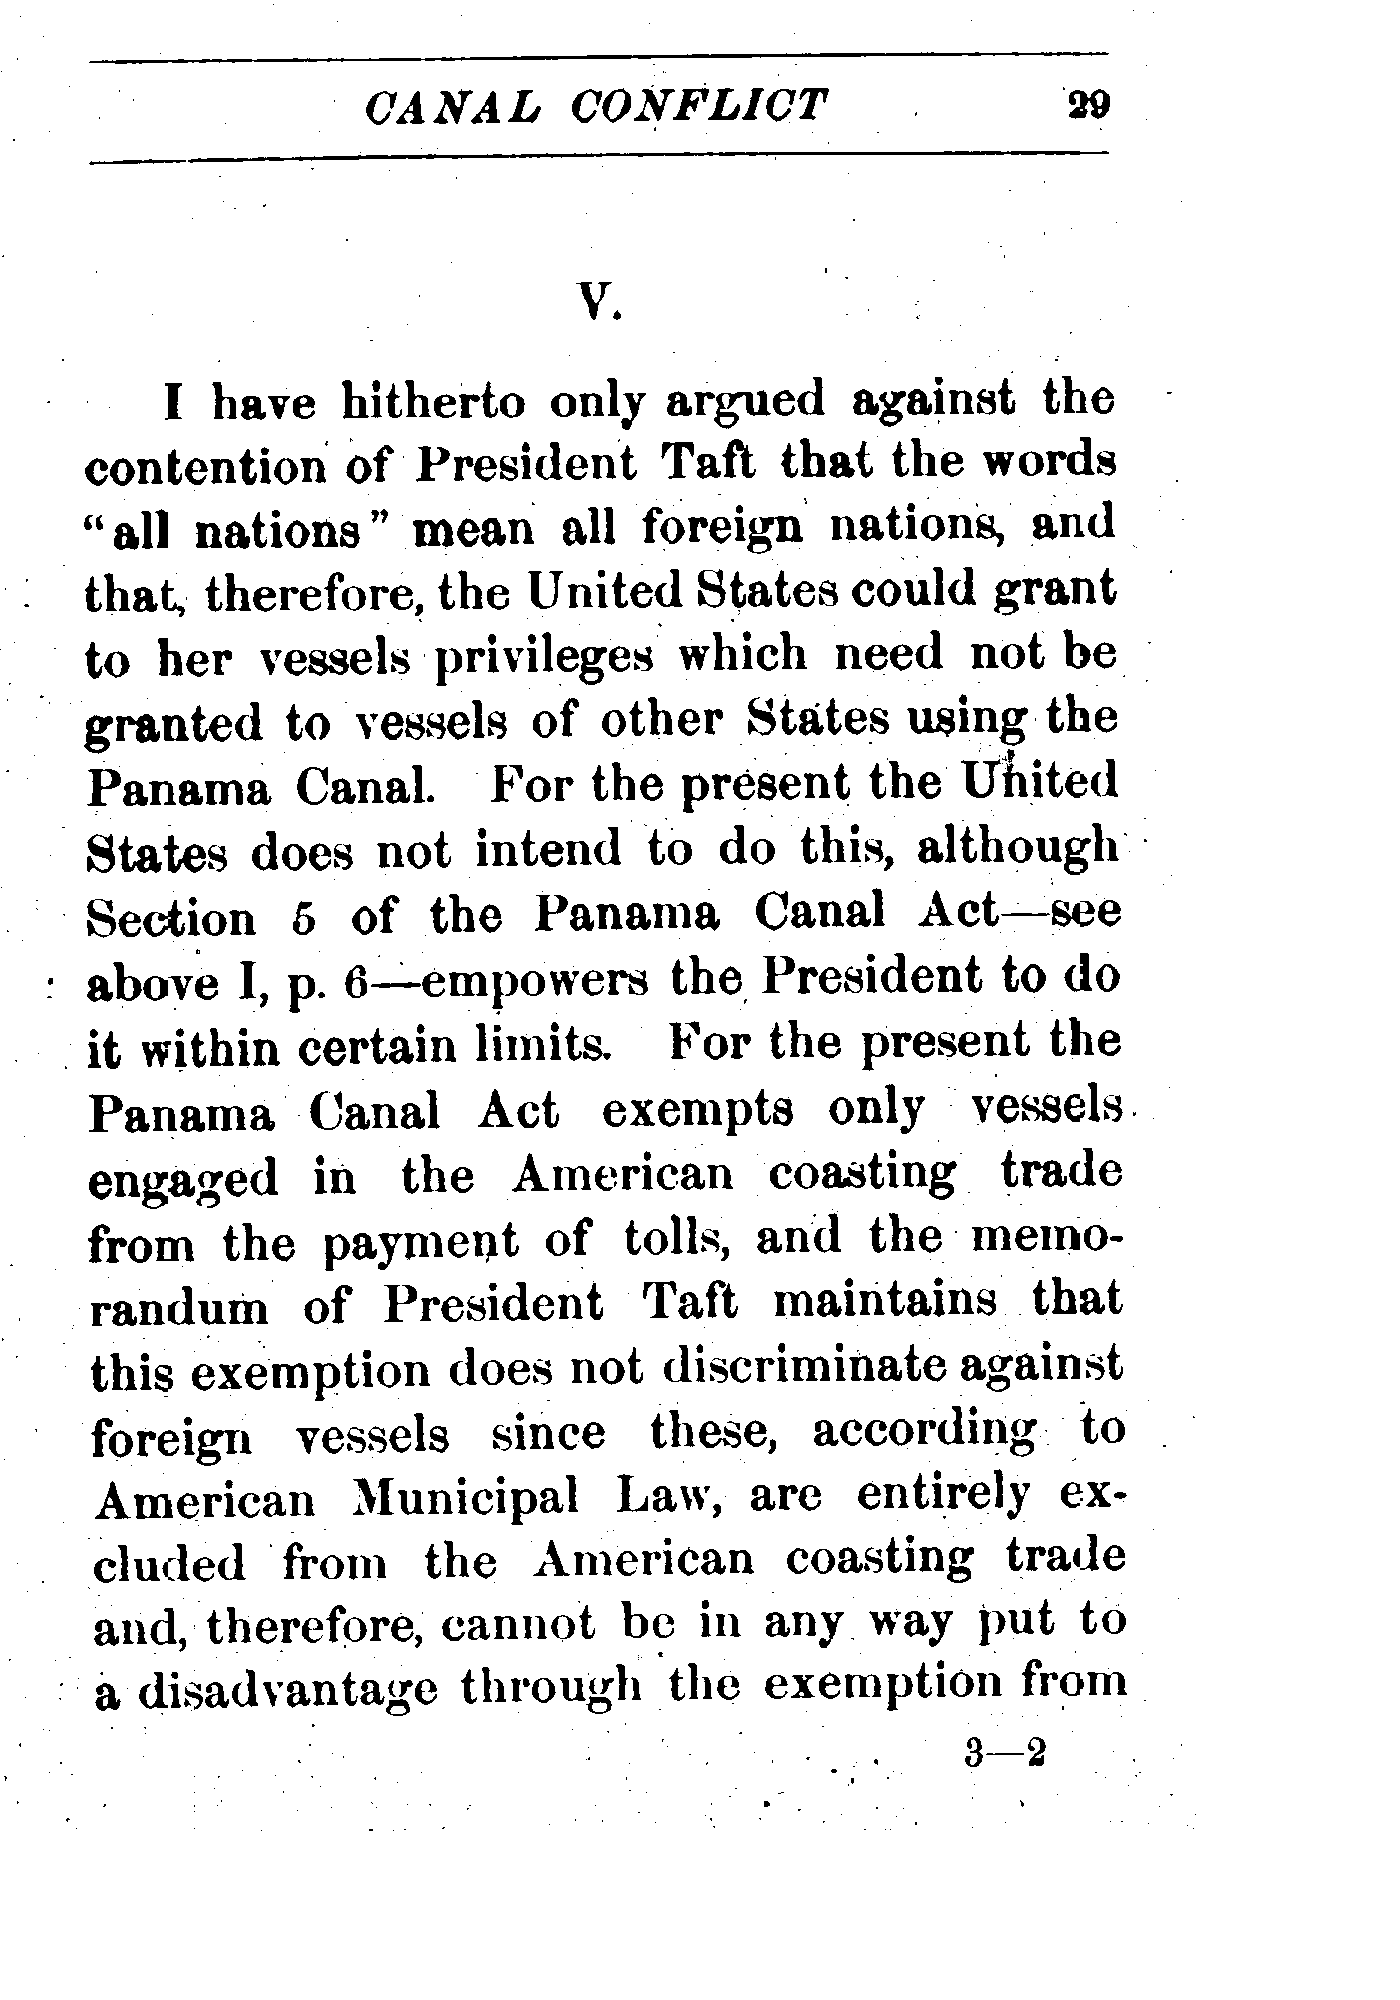 CANAL CONFLICT 29
V.
I have hitherto only argued against the
contention of President Taft that the words
“all nations” mean all foreign nations, and
that, therefore, the United States could grant
to her vessels privileges which need not be
granted to vessels of other States using the
Panama Canal. For the present the United
States does not intend to do this, although
Section 5 of the Panama Canal Act—see
above I, p. 6—empowers the President to do
it within certain limits. For the present the
Panama Canal Act exempts only vessels
engaged in the American coasting trade
from the payment of tolls, and the memo-
randum of President Taft maintains that
this exemption does not discriminate against
foreign vessels since these, according to
American Municipal Law, are entirely ex-
cluded from the American coasting trade
and, therefore, cannot be in any way put to
a disadvantage through the exemption from
3—2